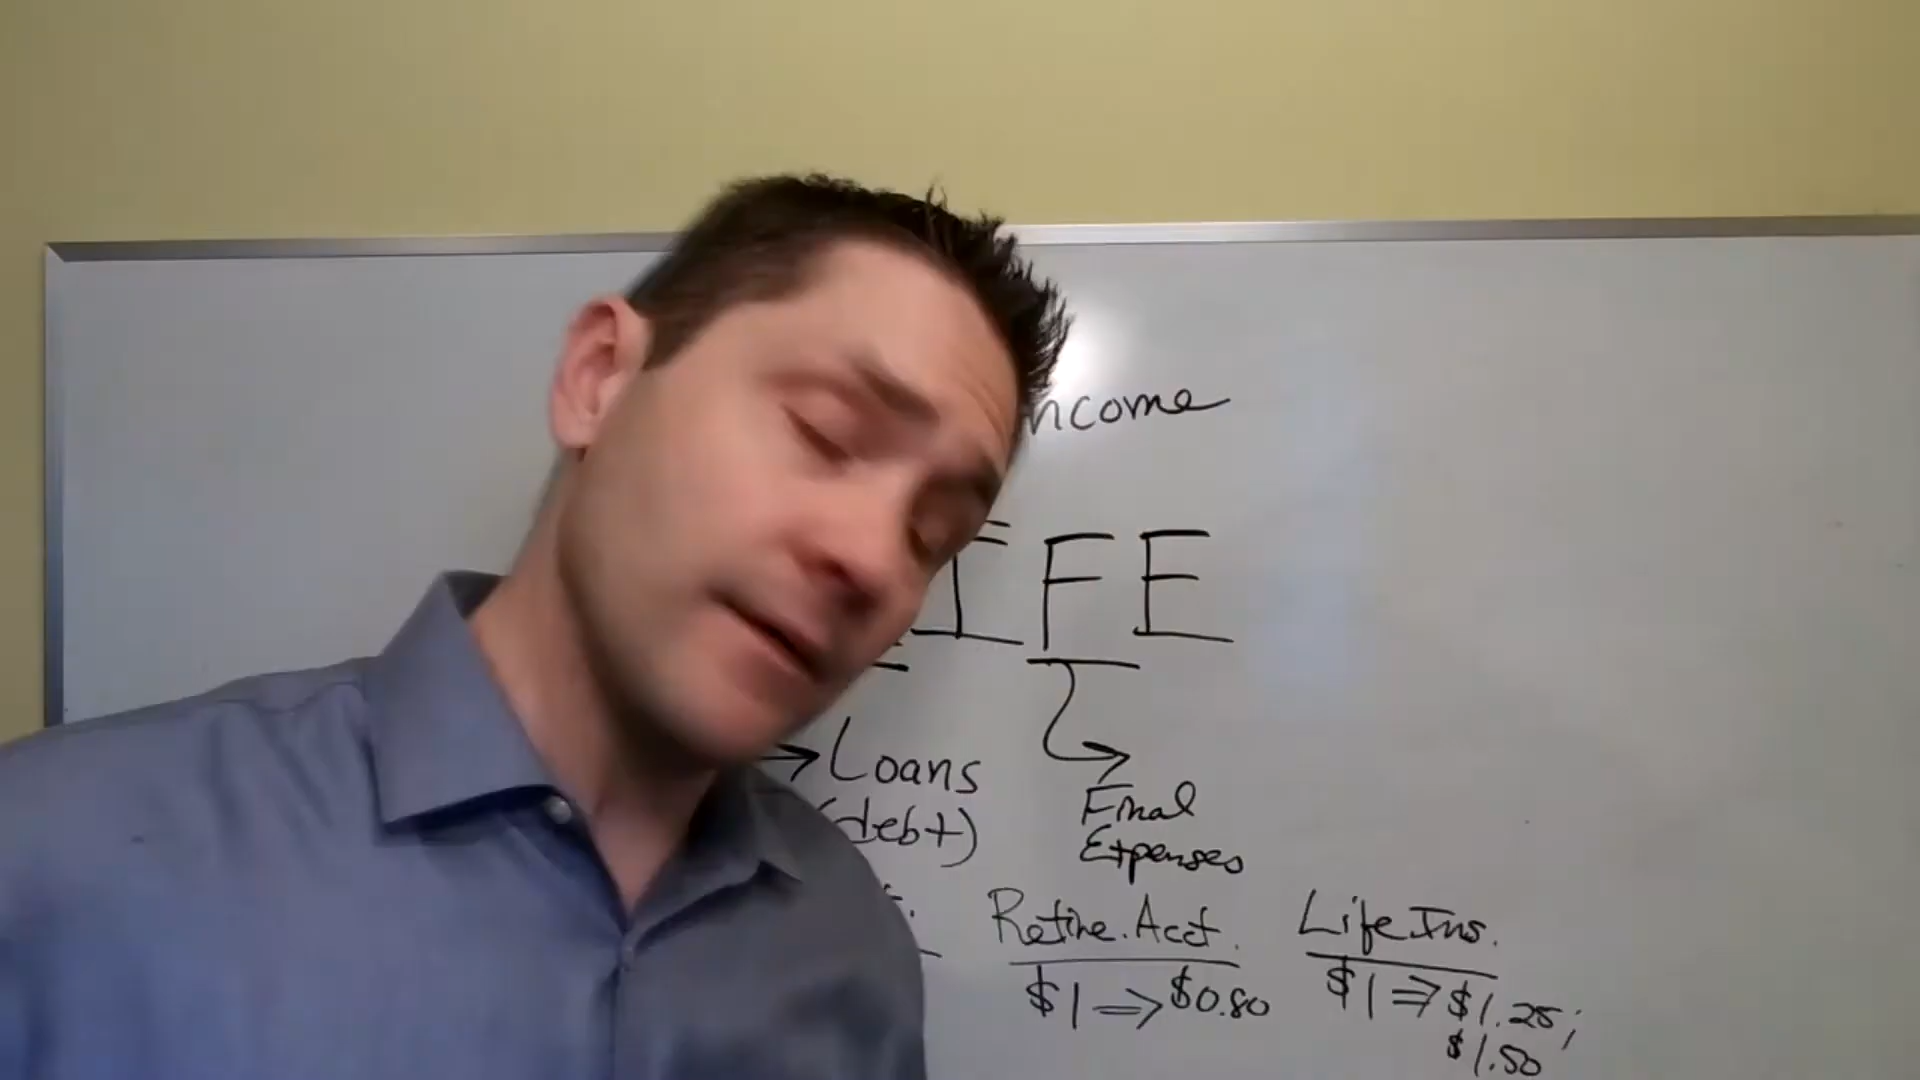 ncome
IFE
Loans
(debt)
Final
Expenses
Retire. Acct.
Life Ins.
$1 ⇒ $0.80
$1 ⇒ $1.25;
$1.50